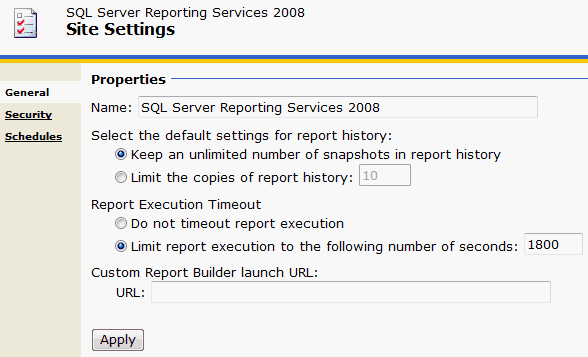 SQL Server Reporting Services 2008
Site Settings
General
Security
Schedules
Properties
Name: SQL Server Reporting Services 2008
Select the default settings for report history:
Keep an unlimited number of snapshots in report history
Limit the copies of report history: 10
Report Execution Timeout
Do not timeout report execution
Limit report execution to the following number of seconds: 1800
Custom Report Builder launch URL:
URL:
Apply